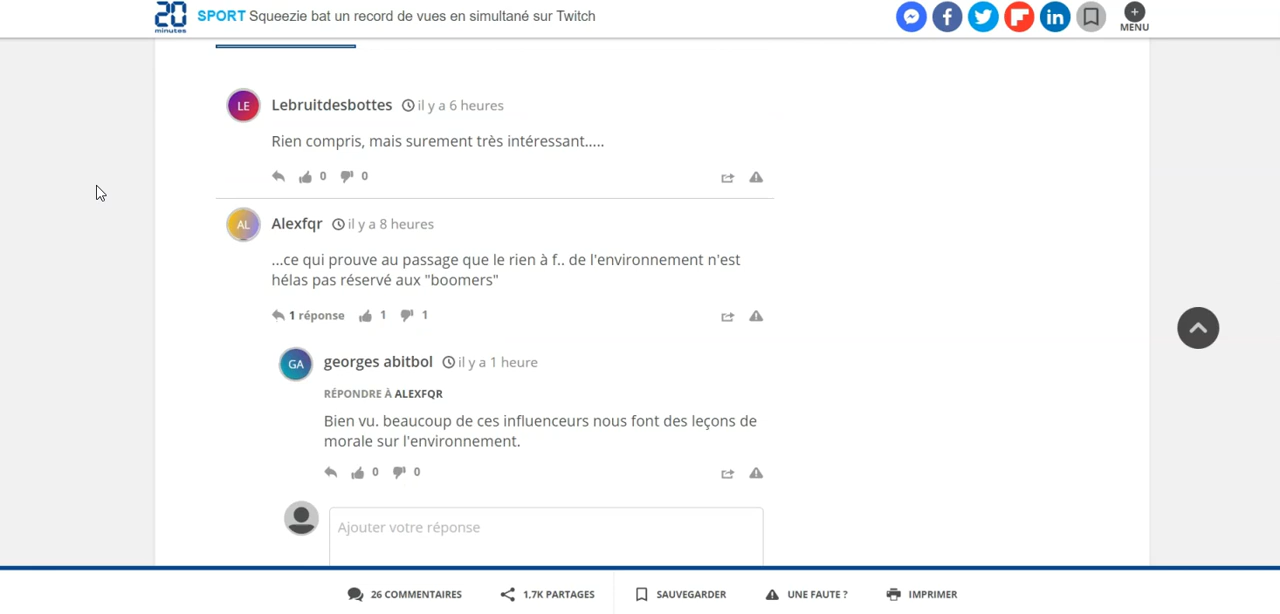 20 minutes SPORT Squeezie bat un record de vues en simultané sur Twitch
MENU
LE Lebruitdesbottes il y a 6 heures
Rien compris, mais surement très intéressant.....
0 0
AL Alexfqr il y a 8 heures
...ce qui prouve au passage que le rien à f.. de l'environnement n'est
hélas pas réservé aux "boomers"
1 réponse 1 1
GA georges abitbol il y a 1 heure
RÉPONDRE À ALEXFQR
Bien vu. beaucoup de ces influenceurs nous font des leçons de
morale sur l'environnement.
0 0
Ajouter votre réponse
26 COMMENTAIRES 1,7K PARTAGES SAUVEGARDER UNE FAUTE ? IMPRIMER